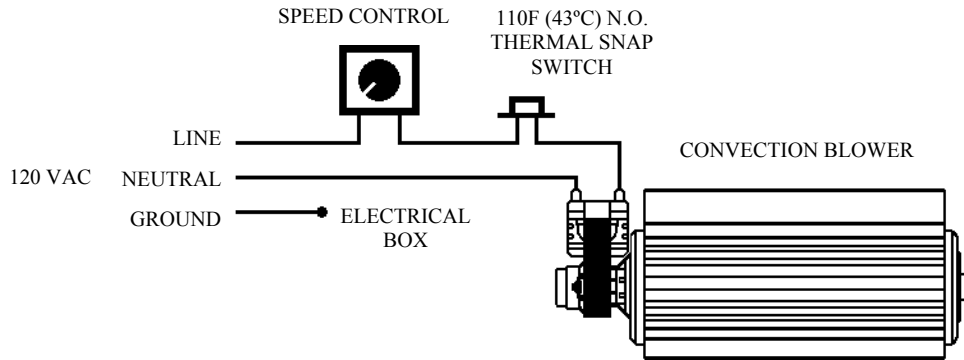 SPEED CONTROL
110F (43ºC) N.O.
THERMAL SNAP
SWITCH
LINE
CONVECTION BLOWER
120 VAC
NEUTRAL
GROUND
ELECTRICAL
BOX